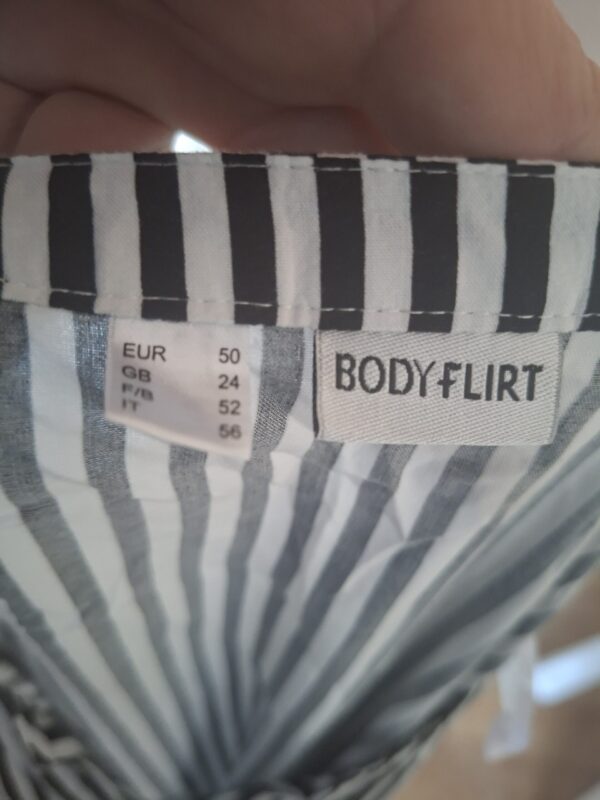 EUR 50
GB 24
F/B 52
IT 56
BODYFLIRT